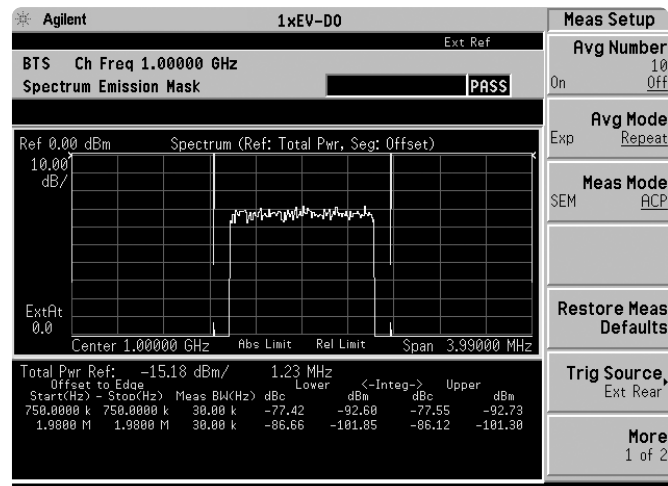 Agilent 1xEV-DO Meas Setup
Ext Ref
BTS Ch Freq 1.00000 GHz
Spectrum Emission Mask PASS
Avg Number
10
On Off
Avg Mode
Exp Repeat
Meas Mode
SEM ACP
Restore Meas
Defaults
Trig Source
Ext Rear
More
1 of 2
Ref 0.00 dBm Spectrum (Ref: Total Pwr, Seg: Offset)
10.00
dB/
ExtAt
0.0
Center 1.00000 GHz Abs Limit Rel Limit Span 3.99000 MHz
Total Pwr Ref: -15.18 dBm/ 1.23 MHz
Offset to Edge Lower <-Integ-> Upper
Start(Hz) - Stop(Hz) Meas BW(Hz) dBc dBm dBc dBm
750.0000 k 750.0000 k 30.00 k -77.42 -92.60 -77.55 -92.73
1.9800 M 1.9800 M 30.00 k -86.66 -101.85 -86.12 -101.30